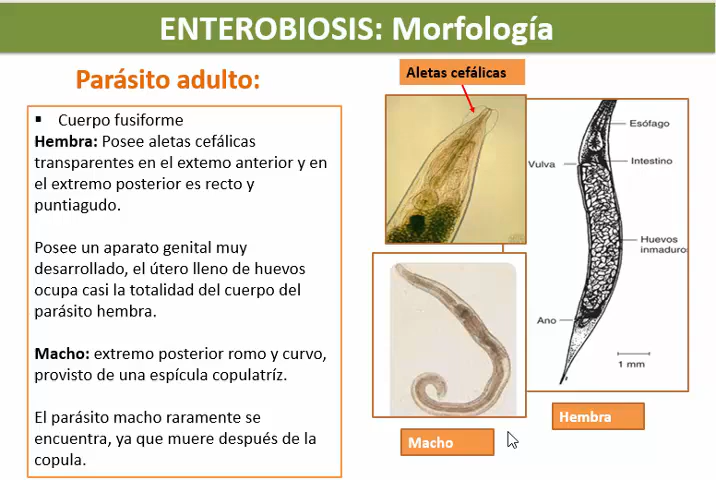 ENTEROBIOSIS: Morfología
Parásito adulto:
▪ Cuerpo fusiforme
Hembra: Posee aletas cefálicas
transparentes en el extemo anterior y en
el extremo posterior es recto y
puntiagudo.
Posee un aparato genital muy
desarrollado, el útero lleno de huevos
ocupa casi la totalidad del cuerpo del
parásito hembra.
Macho: extremo posterior romo y curvo,
provisto de una espícula copulatríz.
El parásito macho raramente se
encuentra, ya que muere después de la
copula.
Aletas cefálicas
Esófago
Vulva
Intestino
Huevos
inmaduro
Ano
1 mm
Macho
Hembra